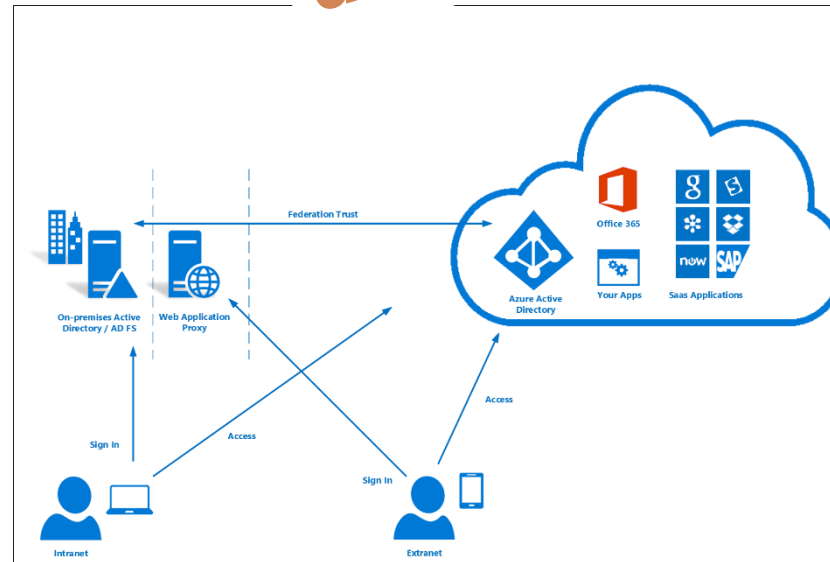 Federation Trust
Office 365
g
S
now
SAP
On-premises Active
Directory / AD FS
Web Application
Proxy
Azure Active
Directory
Your Apps
Saas Applications
Access
Sign In
Access
Sign In
Intranet
Extranet